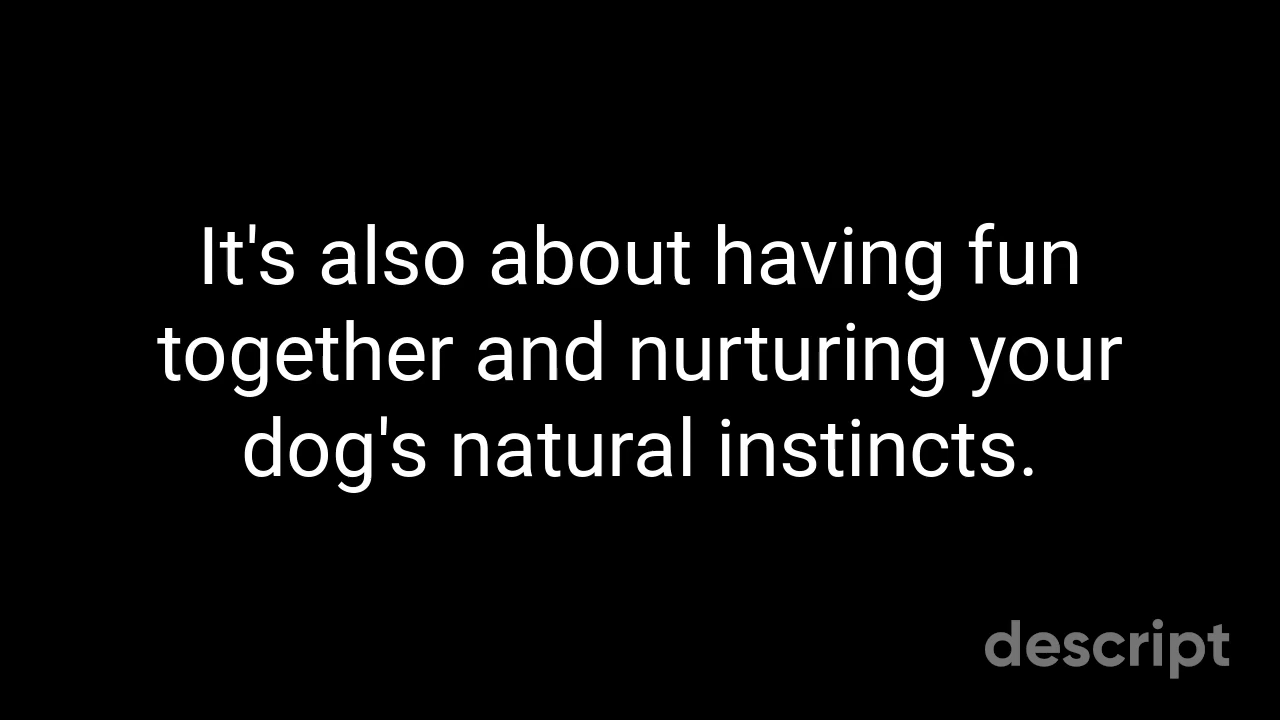 It's also about having fun
together and nurturing your
dog's natural instincts.
descript